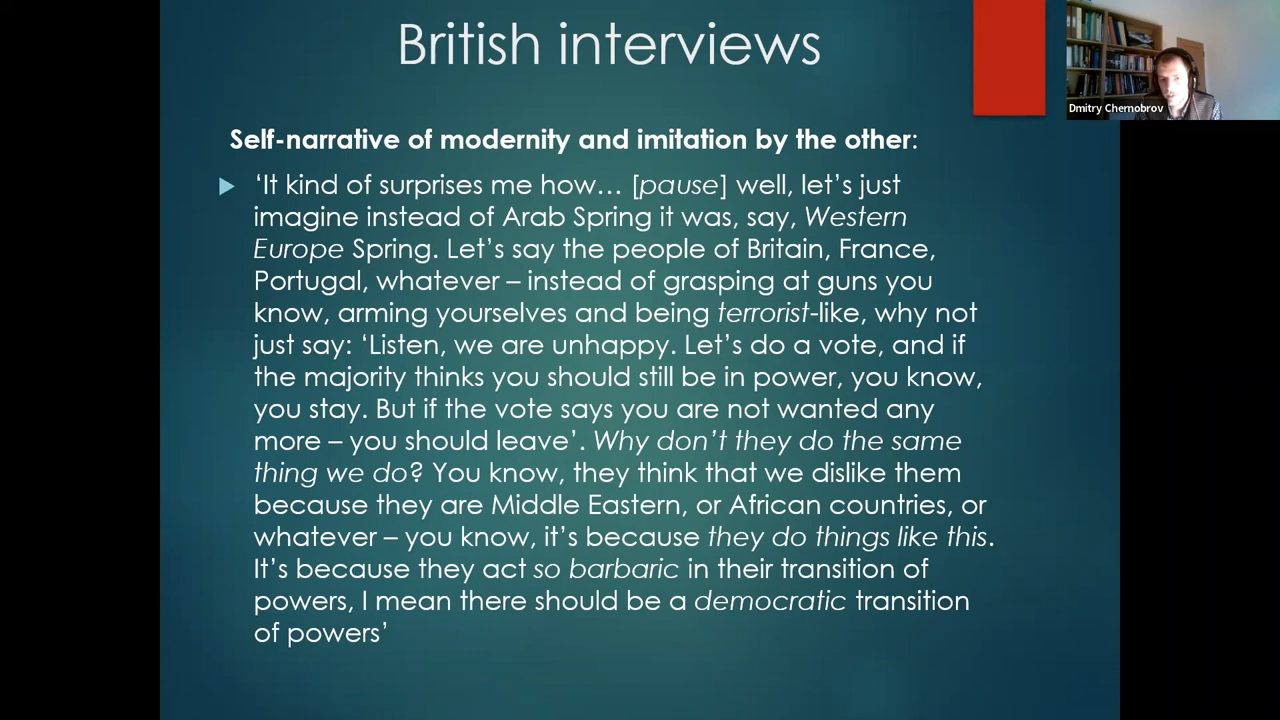 British interviews
Dmitry Chernobrov
Self-narrative of modernity and imitation by the other:
‘It kind of surprises me how… [pause] well, let’s just
imagine instead of Arab Spring it was, say, Western
Europe Spring. Let’s say the people of Britain, France,
Portugal, whatever – instead of grasping at guns you
know, arming yourselves and being terrorist-like, why not
just say: ‘Listen, we are unhappy. Let’s do a vote, and if
the majority thinks you should still be in power, you know,
you stay. But if the vote says you are not wanted any
more – you should leave’. Why don’t they do the same
thing we do? You know, they think that we dislike them
because they are Middle Eastern, or African countries, or
whatever – you know, it’s because they do things like this.
It’s because they act so barbaric in their transition of
powers, I mean there should be a democratic transition
of powers’